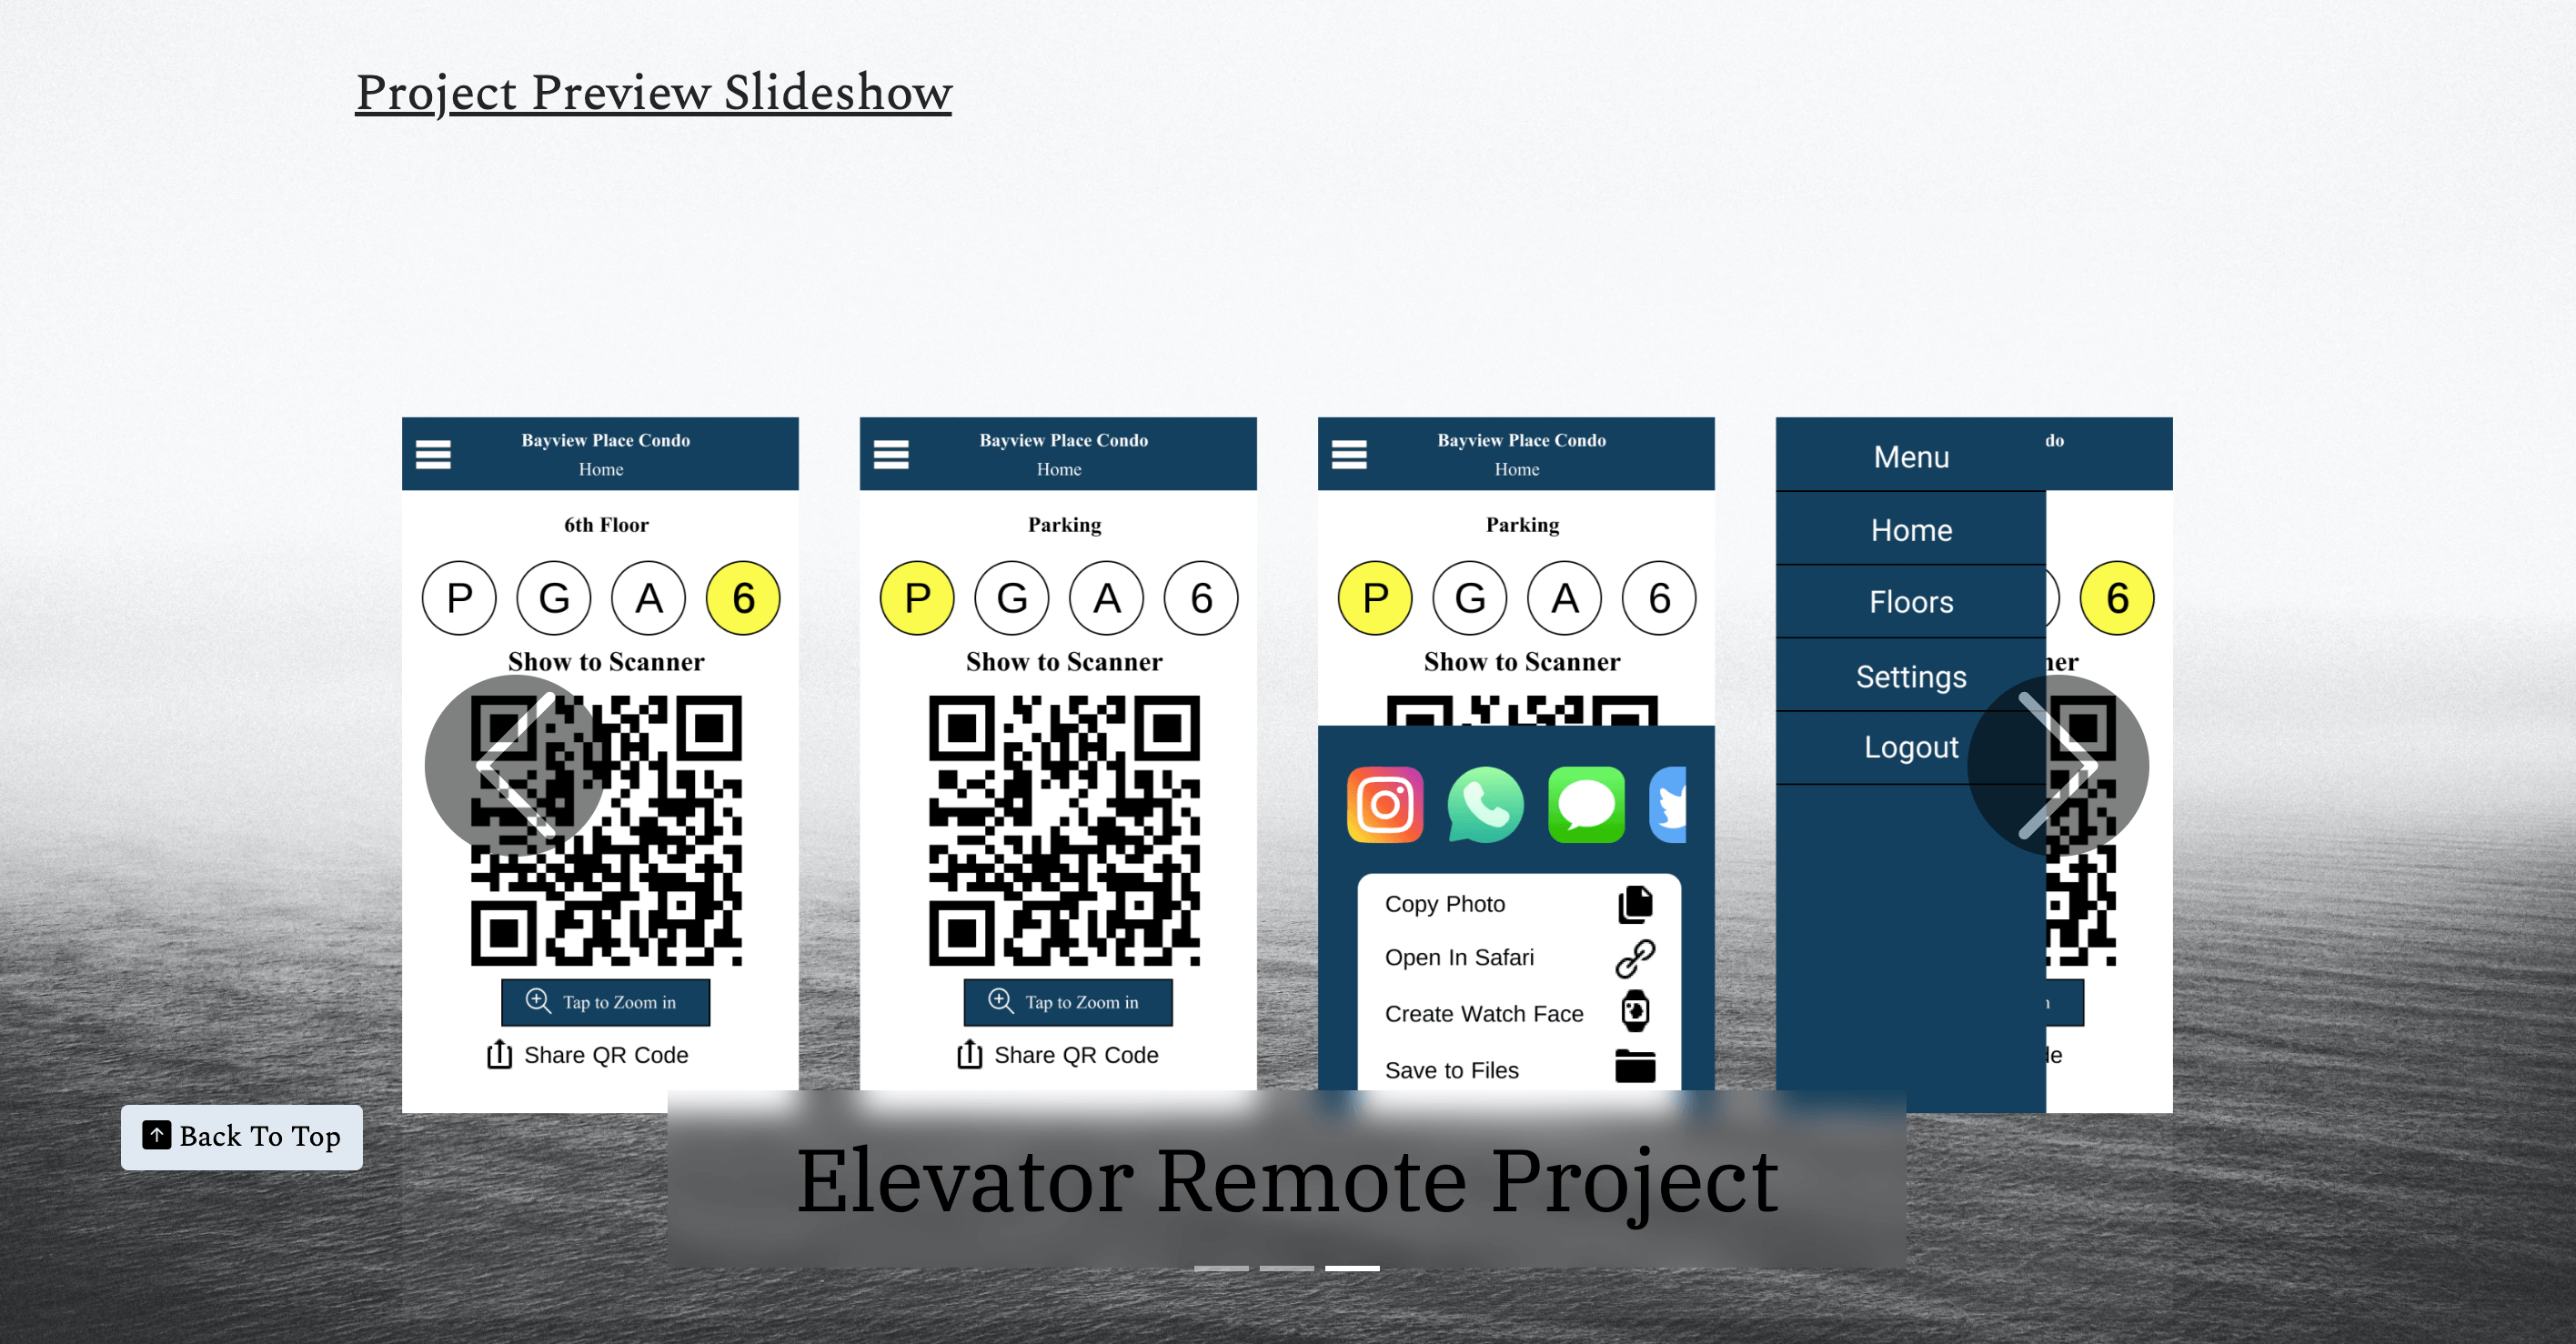 Project Preview Slideshow
Bayview Place Condo
Home
6th Floor
P G A 6
Show to Scanner
Tap to Zoom in
Share QR Code
Bayview Place Condo
Home
Parking
P G A 6
Show to Scanner
Tap to Zoom in
Share QR Code
Bayview Place Condo
Home
Parking
P G A 6
Show to Scanner
Copy Photo
Open In Safari
Create Watch Face
Save to Files
Menu
Home
Floors
Settings
Logout
do
6
ner
n
de
Back To Top
Elevator Remote Project